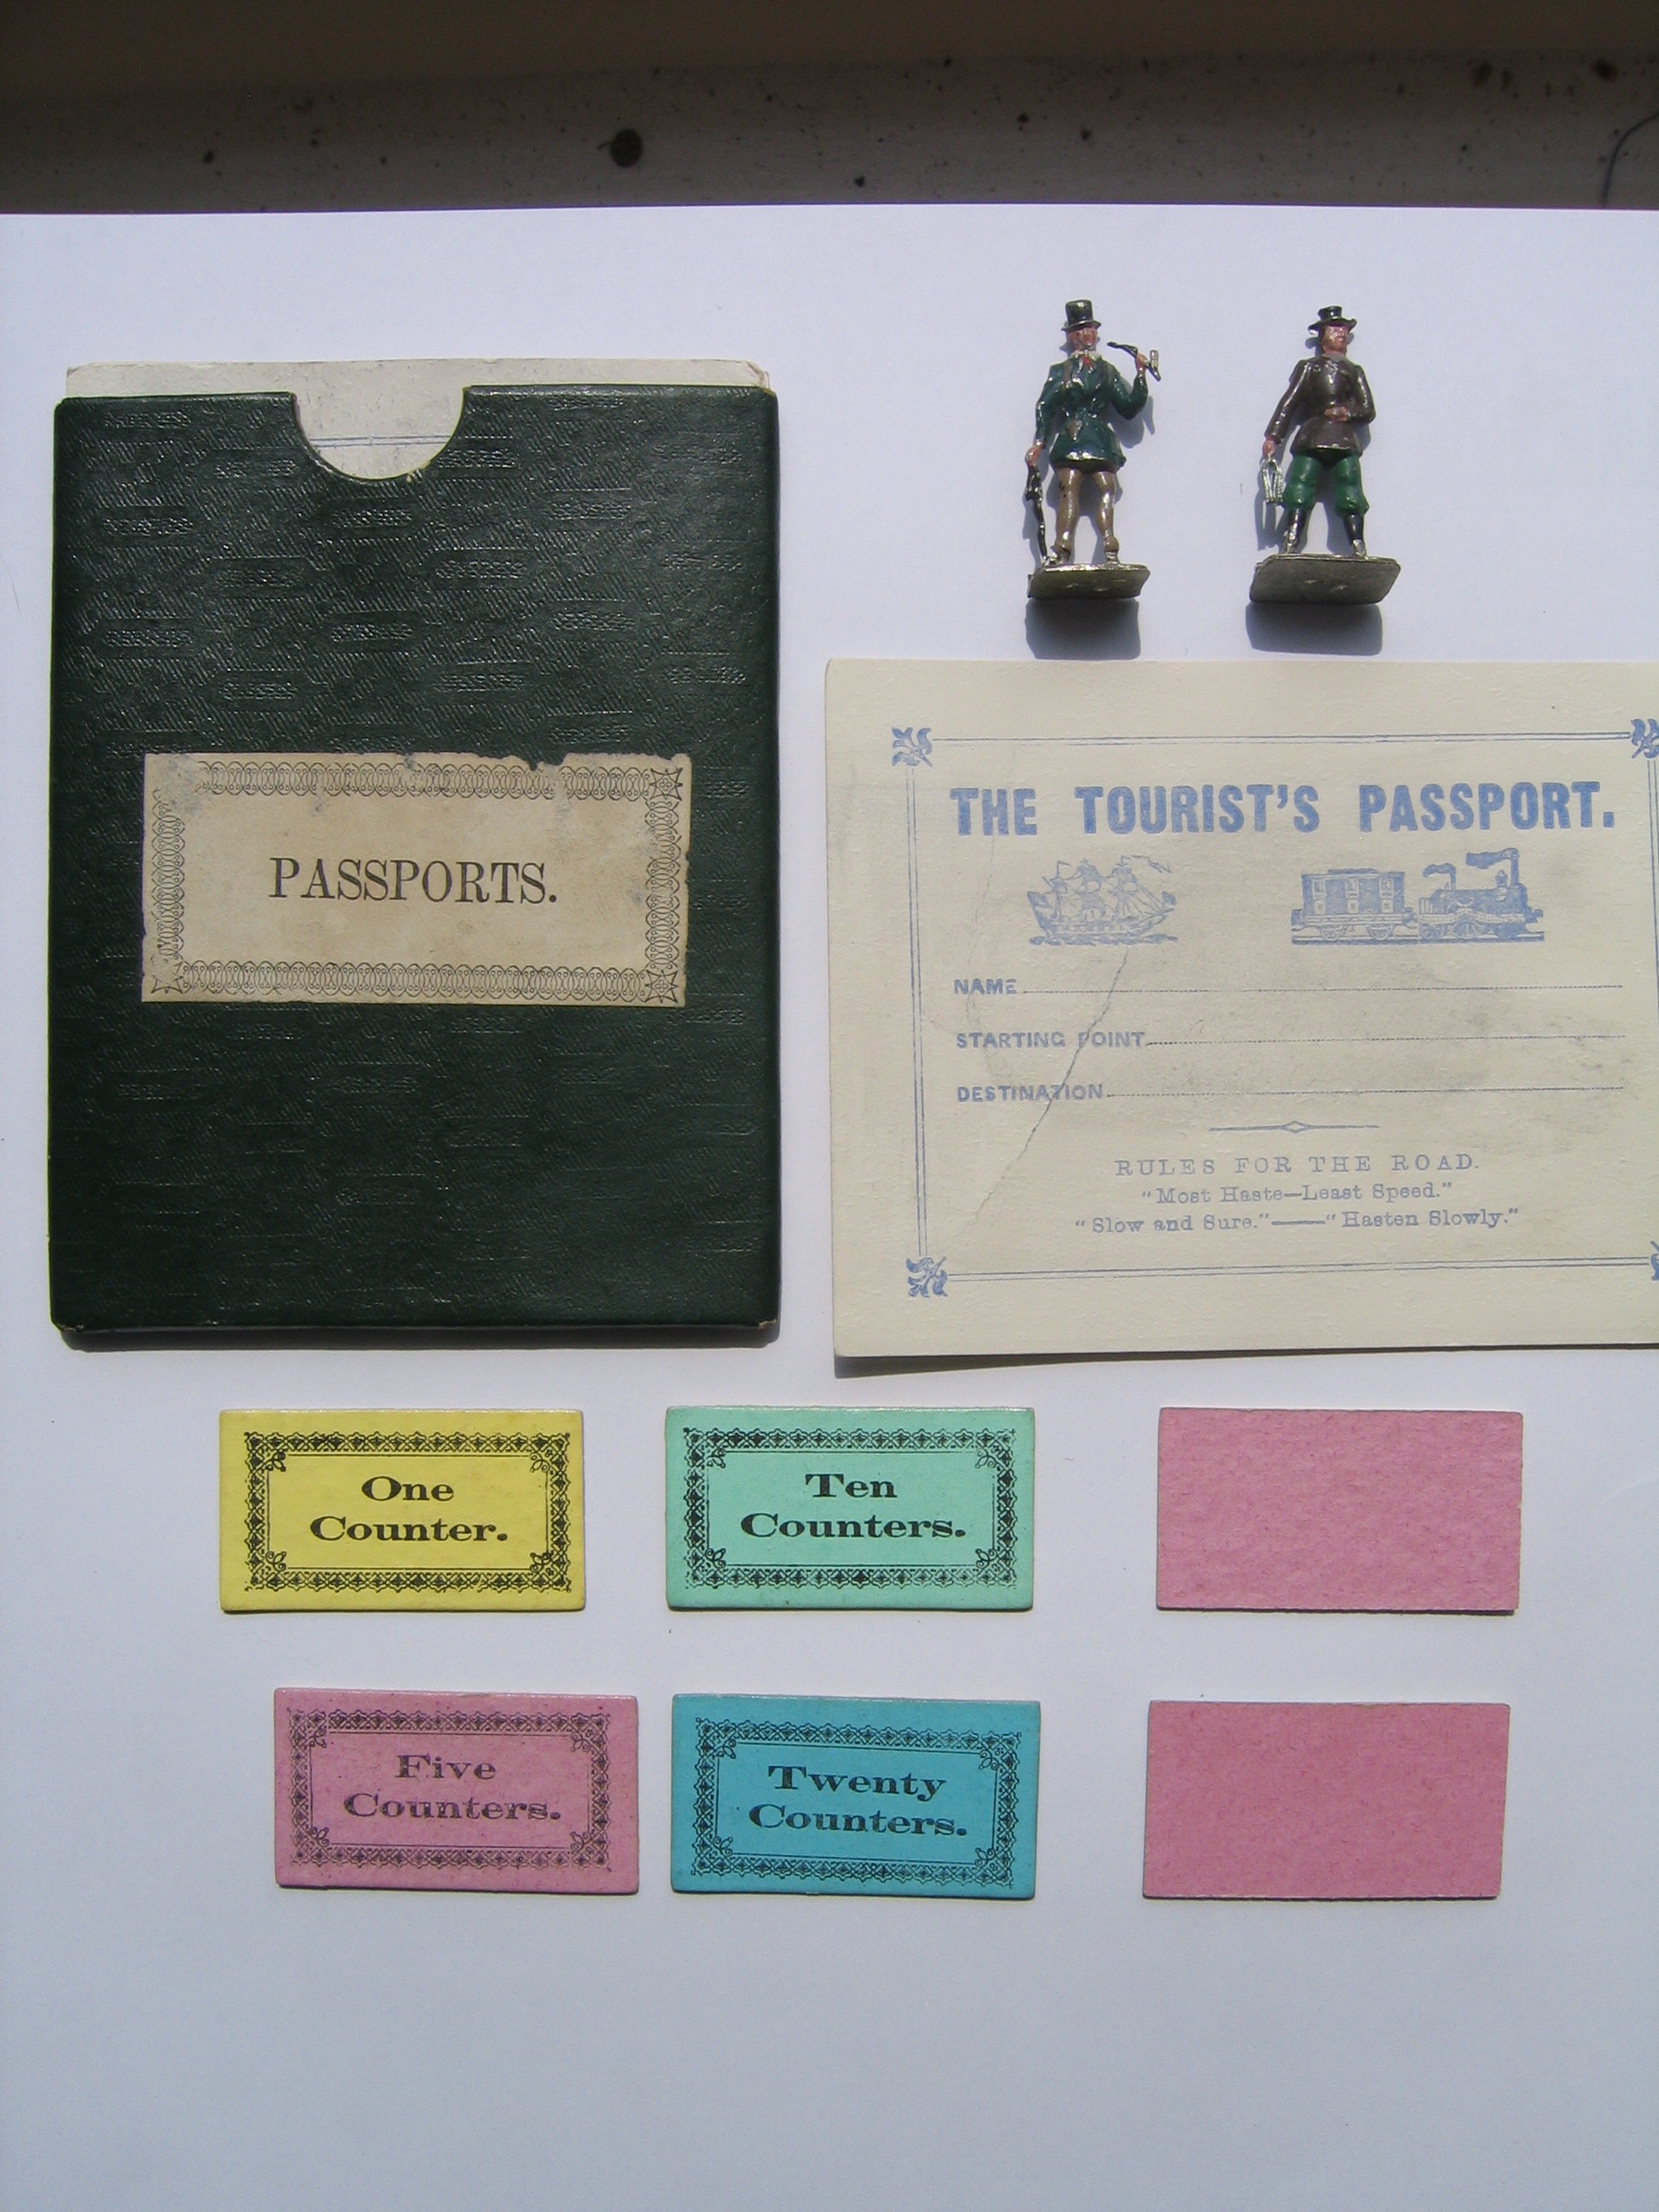 PASSPORTS.
THE TOURIST'S PASSPORT.
NAME
STARTING POINT
DESTINATION
RULES FOR THE ROAD.
"Most Haste—Least Speed."
"Slow and Sure."——"Hasten Slowly."
One
Counter.
Ten
Counters.
Five
Counters.
Twenty
Counters.